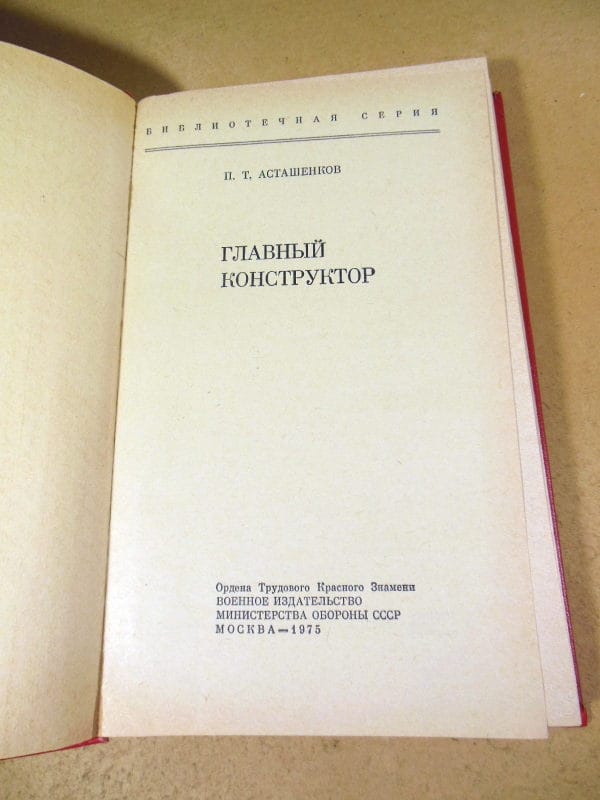 БИБЛИОТЕЧНАЯ СЕРИЯ
П. Т. АСТАШЕНКОВ
ГЛАВНЫЙ
КОНСТРУКТОР
Ордена Трудового Красного Знамени
ВОЕННОЕ ИЗДАТЕЛЬСТВО
МИНИСТЕРСТВА ОБОРОНЫ СССР
МОСКВА — 1975